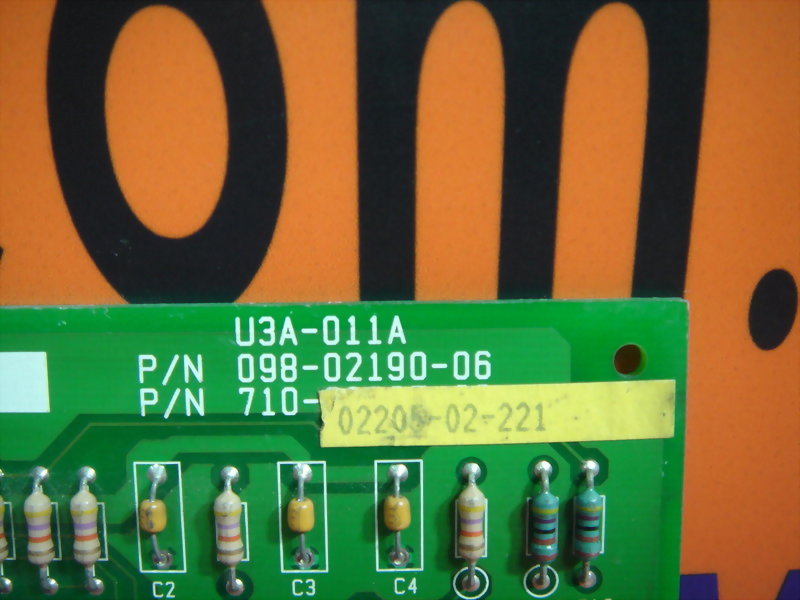 om.
U3A-011A
P/N 098-02190-06
P/N 710-
02205-02-221
C2 C3 C4